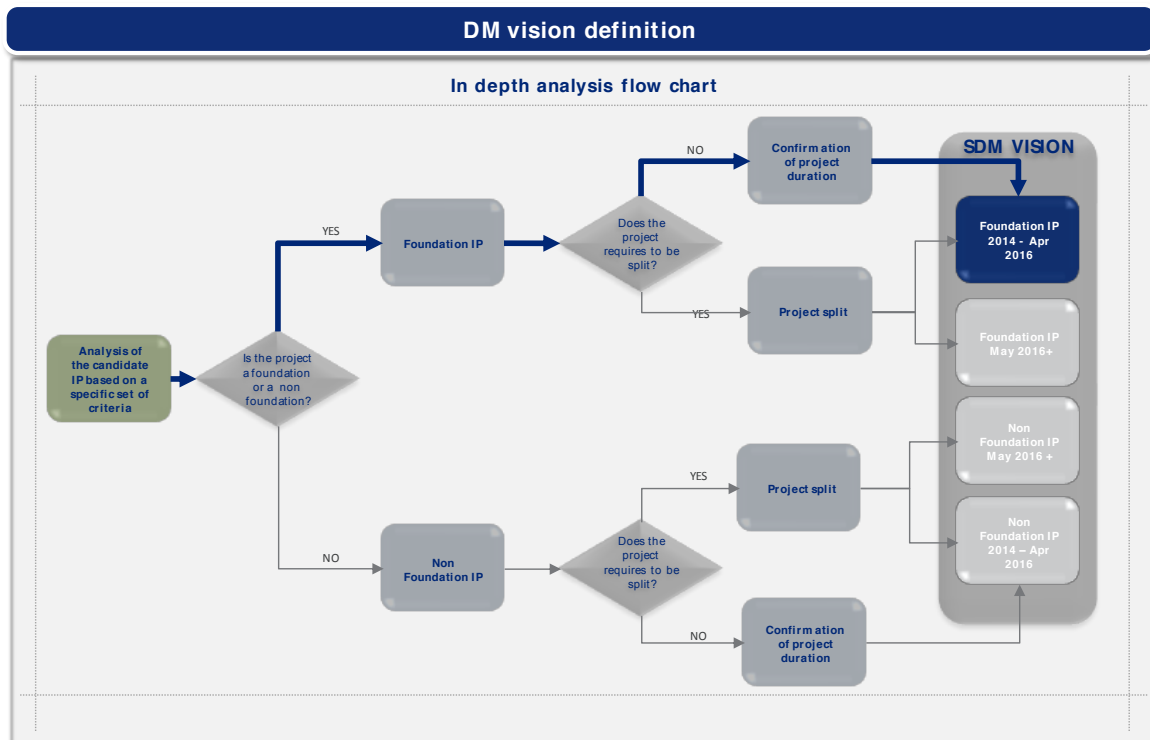 DM vision definition
In depth analysis flow chart
SDM VISION
NO
Confirmation
of project
duration
YES
Foundation IP
Does the
project
requires to be
split?
Foundation IP
2014 - Apr
2016
YES
Project split
Foundation IP
May 2016+
Analysis of
the candidate
IP based on a
specific set of
criteria
Is the project
a foundation
or a non
foundation?
Non
Foundation IP
May 2016 +
YES
Project split
Non
Foundation IP
2014 – Apr
2016
NO
Non
Foundation IP
Does the
project
requires to be
split?
NO
Confirmation
of project
duration